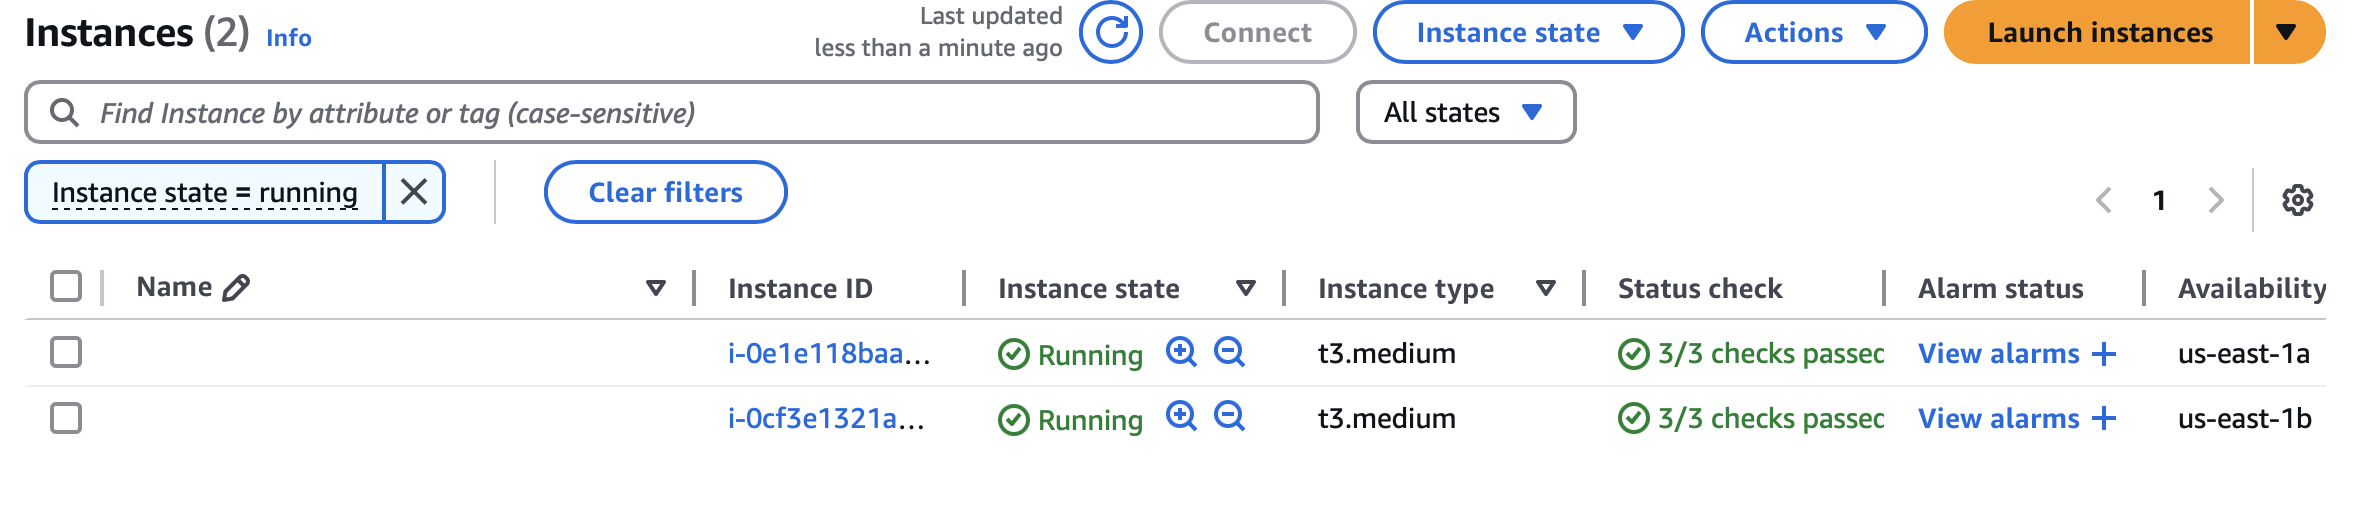 Instances (2) Info
Last updated
less than a minute ago
Connect
Instance state
Actions
Launch instances
Find Instance by attribute or tag (case-sensitive)
All states
Instance state = running
Clear filters
1
Name Instance ID Instance state Instance type Status check Alarm status Availability
i-0e1e118baa... Running t3.medium 3/3 checks passed View alarms + us-east-1a
i-0cf3e1321a... Running t3.medium 3/3 checks passed View alarms + us-east-1b